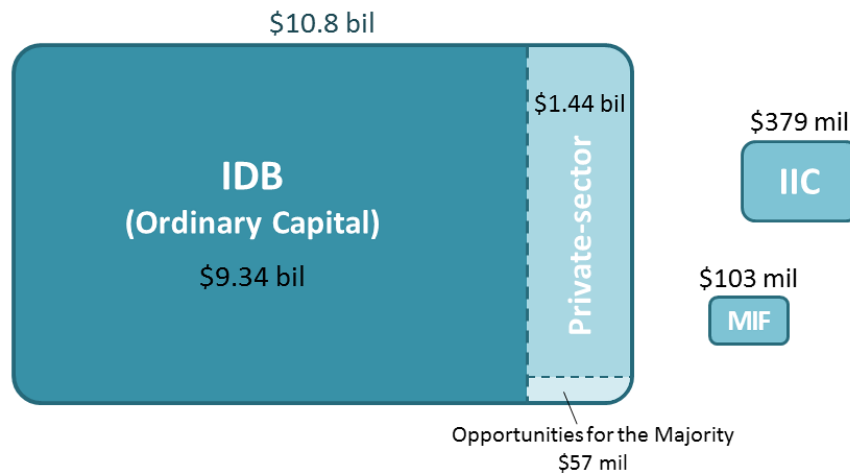 $10.8 bil
IDB
(Ordinary Capital)
$9.34 bil
$1.44 bil
Private-sector
$379 mil
IIC
$103 mil
MIF
Opportunities for the Majority
$57 mil